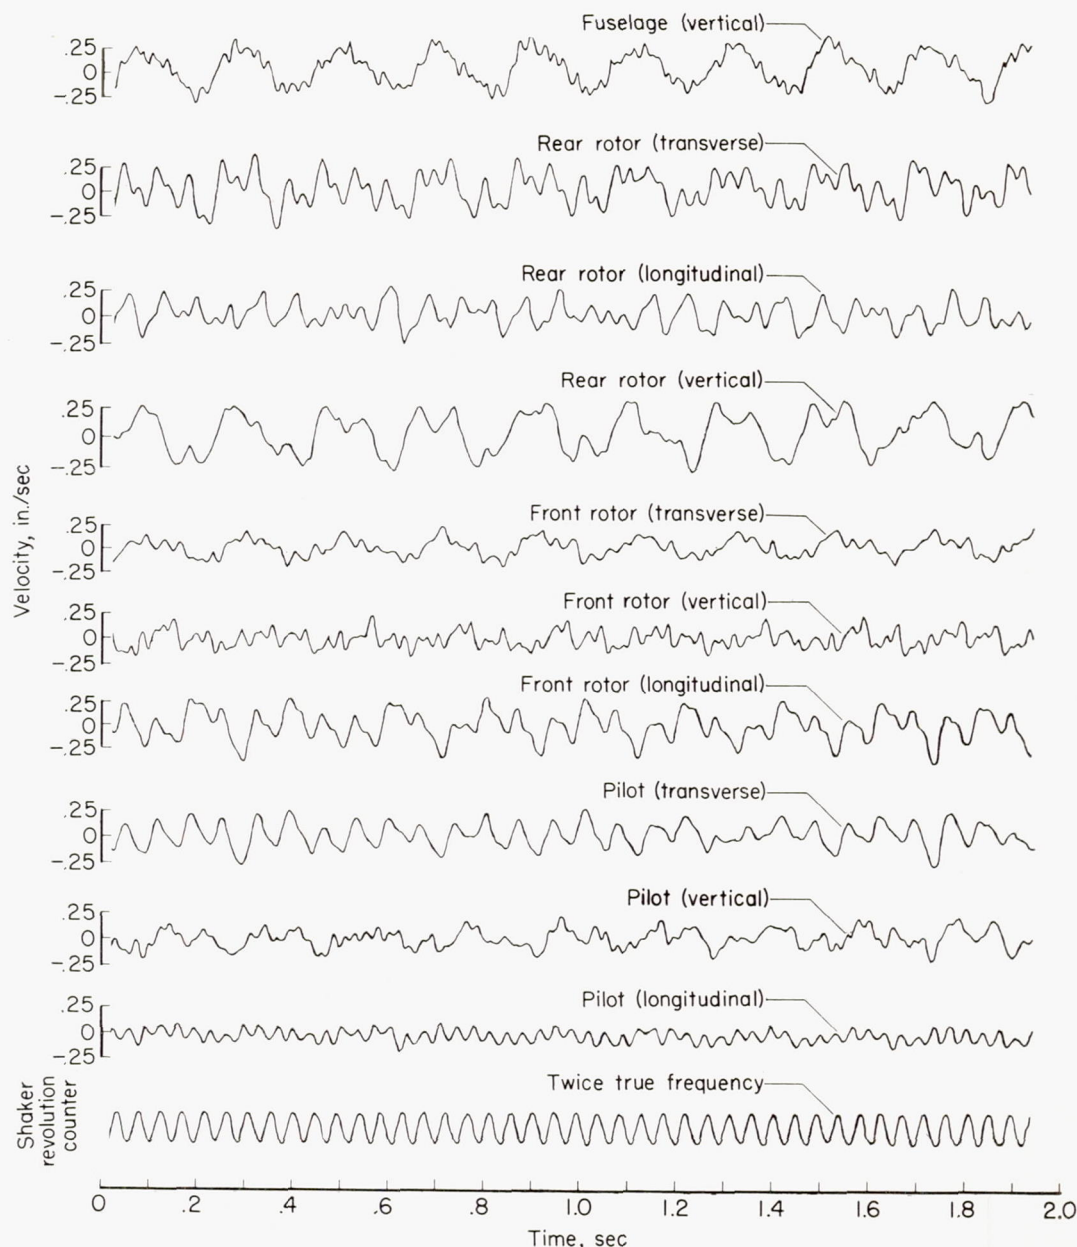 Fuselage (vertical)
.25
0
-.25
Rear rotor (transverse)
.25
0
-.25
Rear rotor (longitudinal)
.25
0
-.25
Rear rotor (vertical)
.25
0
-.25
Velocity, in./sec
Front rotor (transverse)
.25
0
-.25
Front rotor (vertical)
.25
0
-.25
Front rotor (longitudinal)
.25
0
-.25
Pilot (transverse)
.25
0
-.25
Pilot (vertical)
.25
0
-.25
Pilot (longitudinal)
.25
0
-.25
Shaker
revolution
counter
Twice true frequency
0 .2 .4 .6 .8 1.0 1.2 1.4 1.6 1.8 2.0
Time, sec